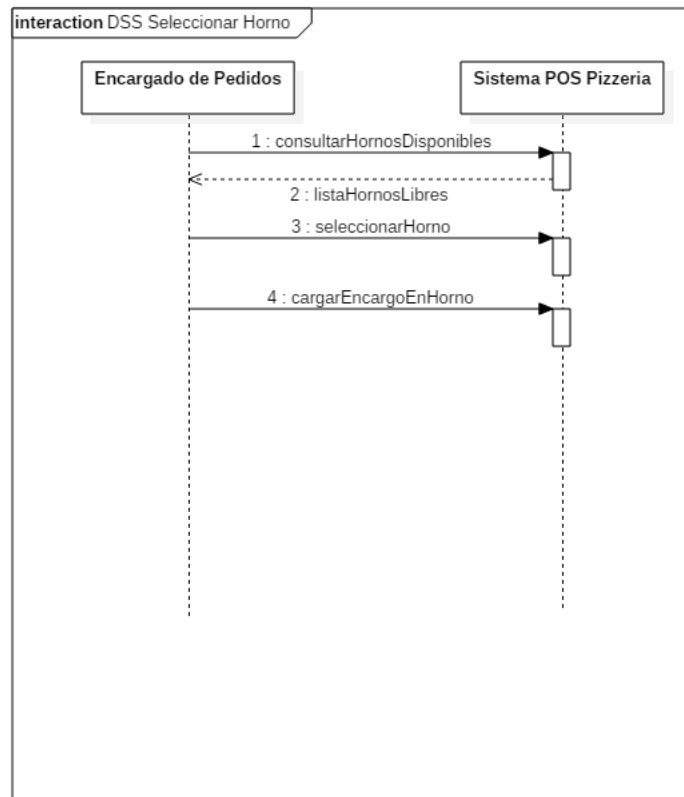 interaction DSS Seleccionar Horno
Encargado de Pedidos
Sistema POS Pizzeria
1 : consultarHornosDisponibles
2 : listaHornosLibres
3 : seleccionarHorno
4 : cargarEncargoEnHorno